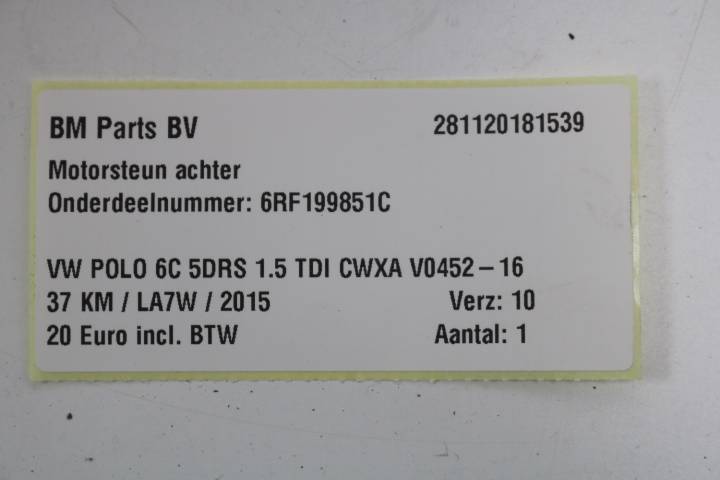 BM Parts BV 281120181539
Motorsteun achter
Onderdeelnummer: 6RF199851C
VW POLO 6C 5DRS 1.5 TDI CWXA V0452-16
37 KM / LA7W / 2015 Verz: 10
20 Euro incl. BTW Aantal: 1